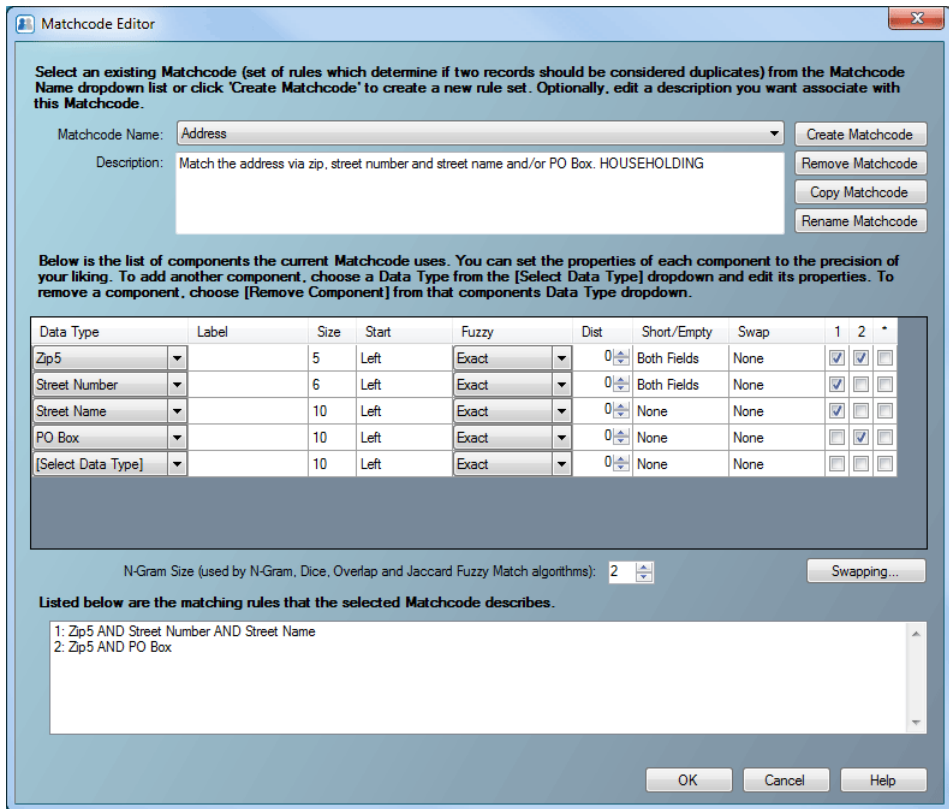 Matchcode Editor
Select an existing Matchcode (set of rules which determine if two records should be considered duplicates) from the Matchcode
Name dropdown list or click 'Create Matchcode' to create a new rule set. Optionally, edit a description you want associate with
this Matchcode.
Matchcode Name: Address Create Matchcode
Description: Match the address via zip, street number and street name and/or PO Box. HOUSEHOLDING Remove Matchcode
Copy Matchcode
Rename Matchcode
Below is the list of components the current Matchcode uses. You can set the properties of each component to the precision of
your liking. To add another component, choose a Data Type from the [Select Data Type] dropdown and edit its properties. To
remove a component, choose [Remove Component] from that components Data Type dropdown.
Data Type Label Size Start Fuzzy Dist Short/Empty Swap 1 2 *
Zip5 5 Left Exact 0 Both Fields None
Street Number 6 Left Exact 0 Both Fields None
Street Name 10 Left Exact 0 None None
PO Box 10 Left Exact 0 None None
[Select Data Type] 10 Left Exact 0 None None
N-Gram Size (used by N-Gram, Dice, Overlap and Jaccard Fuzzy Match algorithms): 2 Swapping...
Listed below are the matching rules that the selected Matchcode describes.
1: Zip5 AND Street Number AND Street Name
2: Zip5 AND PO Box
OK Cancel Help